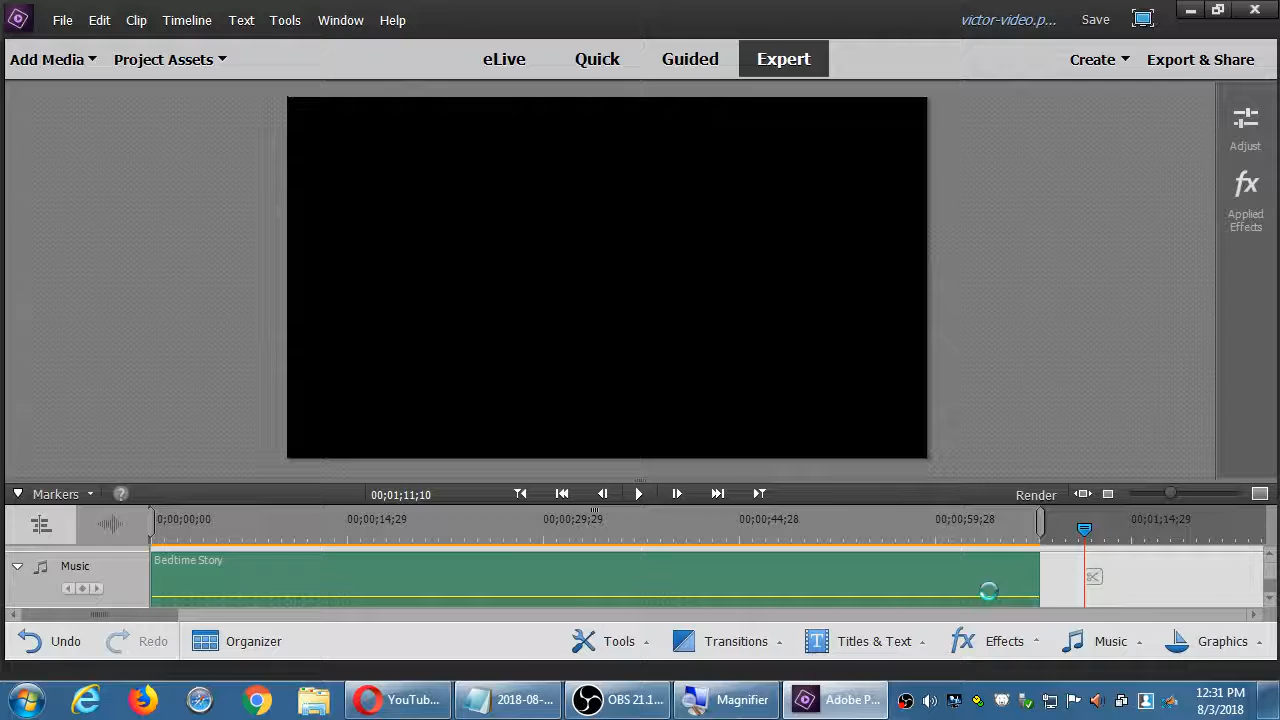 File Edit Clip Timeline Text Tools Window Help victor-video.p... Save
Add Media Project Assets eLive Quick Guided Expert Create Export & Share
Adjust
fx
Applied
Effects
Markers ? 00;01;11;10 Render
0;00;00;00 00;00;14;29 00;00;29;29 00;00;44;28 00;00;59;28 00;01;14;29
Bedtime Story
Music
Undo Redo Organizer Tools T Transitions Titles & Text fx Effects Music Graphics
YouTub... 2018-08-... OBS 21.1... Magnifier Adobe P... 12:31 PM
8/3/2018